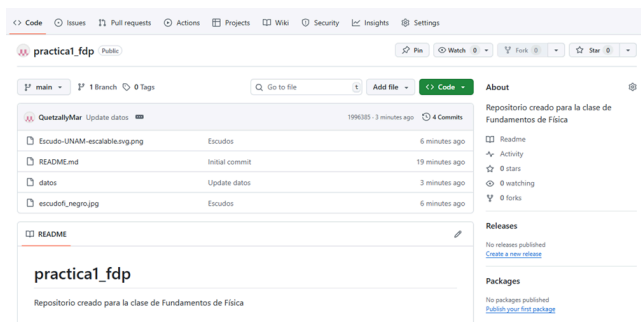 Code Issues Pull requests Actions Projects Wiki Security Insights Settings
practica1_fdp Public Pin Watch 0 Fork 0 Star 0
main 1 Branch 0 Tags Go to file t Add file Code
QuetzallyMar Update datos 1996385 · 3 minutes ago 4 Commits
Escudo-UNAM-escalable.svg.png Escudos 6 minutes ago
README.md Initial commit 19 minutes ago
datos Update datos 3 minutes ago
escudofi_negro.jpg Escudos 6 minutes ago
README
practica1_fdp
Repositorio creado para la clase de Fundamentos de Física
About
Repositorio creado para la clase de
Fundamentos de Física
Readme
Activity
0 stars
0 watching
0 forks
Releases
No releases published
Create a new release
Packages
No packages published
Publish your first package